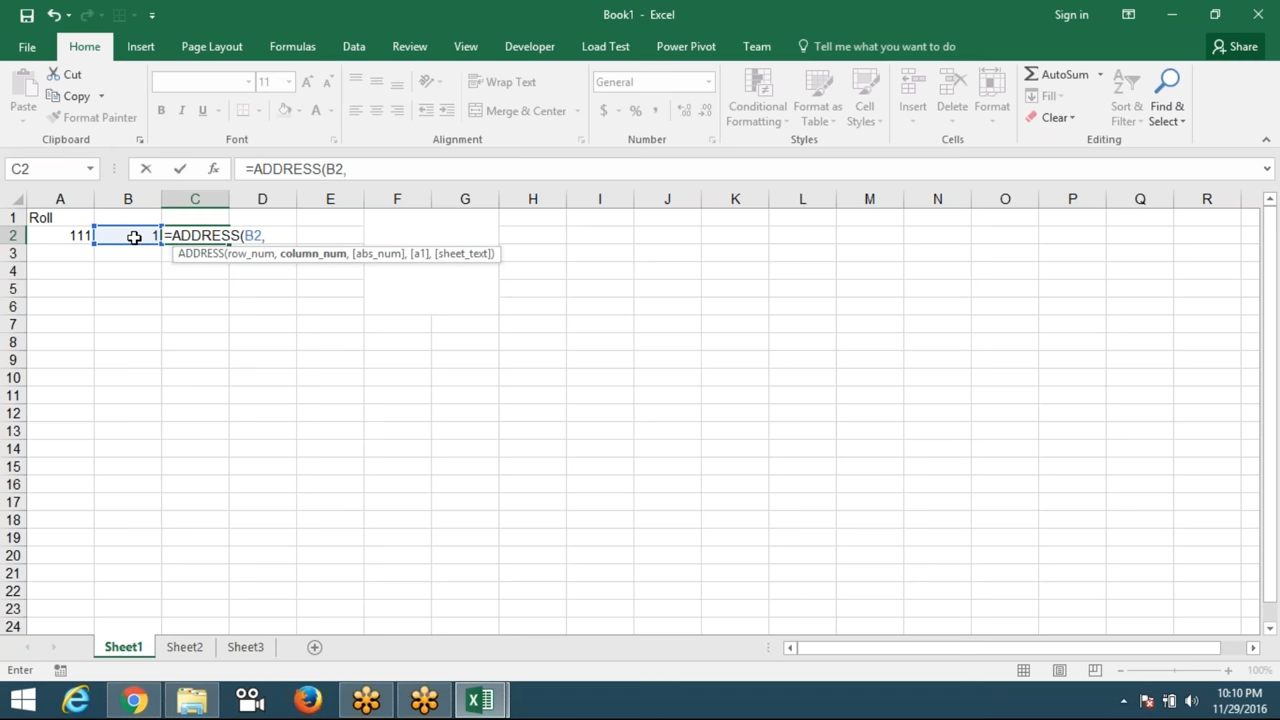 Book1 - Excel
Sign in
File
Home
Insert
Page Layout
Formulas
Data
Review
View
Developer
Load Test
Power Pivot
Team
Tell me what you want to do
Share
Paste
Cut
Copy
Format Painter
Clipboard
11
B I U
Font
Wrap Text
Merge & Center
Alignment
General
$ % ,
Number
Conditional
Formatting
Format as
Table
Cell
Styles
Styles
Insert
Delete
Format
Cells
AutoSum
Fill
Clear
Sort &
Filter
Find &
Select
Editing
C2
fx
=ADDRESS(B2,
A B C D E F G H I J K L M N O P Q R
1 Roll
2 111 1 =ADDRESS(B2,
ADDRESS(row_num, column_num, [abs_num], [a1], [sheet_text])
3
4
5
6
7
8
9
10
11
12
13
14
15
16
17
18
19
20
21
22
23
24
Sheet1
Sheet2
Sheet3
Enter
100%
10:10 PM
11/29/2016